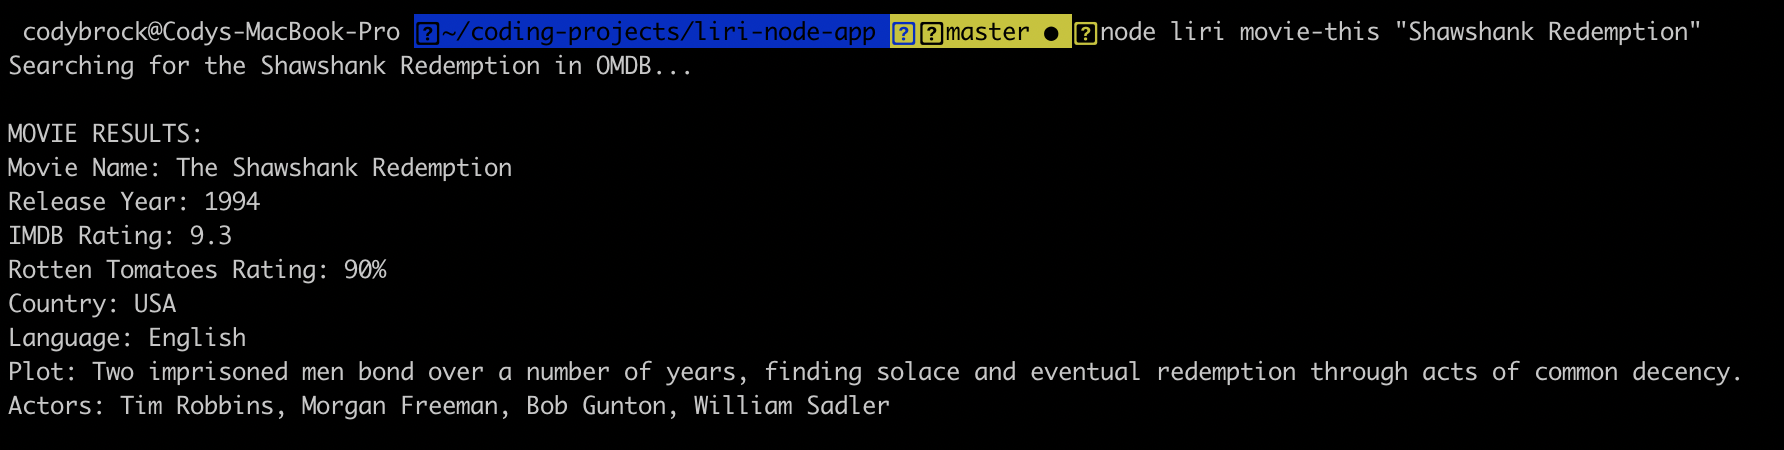 codybrock@Codys-MacBook-Pro ~/coding-projects/liri-node-app master ● node liri movie-this "Shawshank Redemption"
Searching for the Shawshank Redemption in OMDB...
MOVIE RESULTS:
Movie Name: The Shawshank Redemption
Release Year: 1994
IMDB Rating: 9.3
Rotten Tomatoes Rating: 90%
Country: USA
Language: English
Plot: Two imprisoned men bond over a number of years, finding solace and eventual redemption through acts of common decency.
Actors: Tim Robbins, Morgan Freeman, Bob Gunton, William Sadler